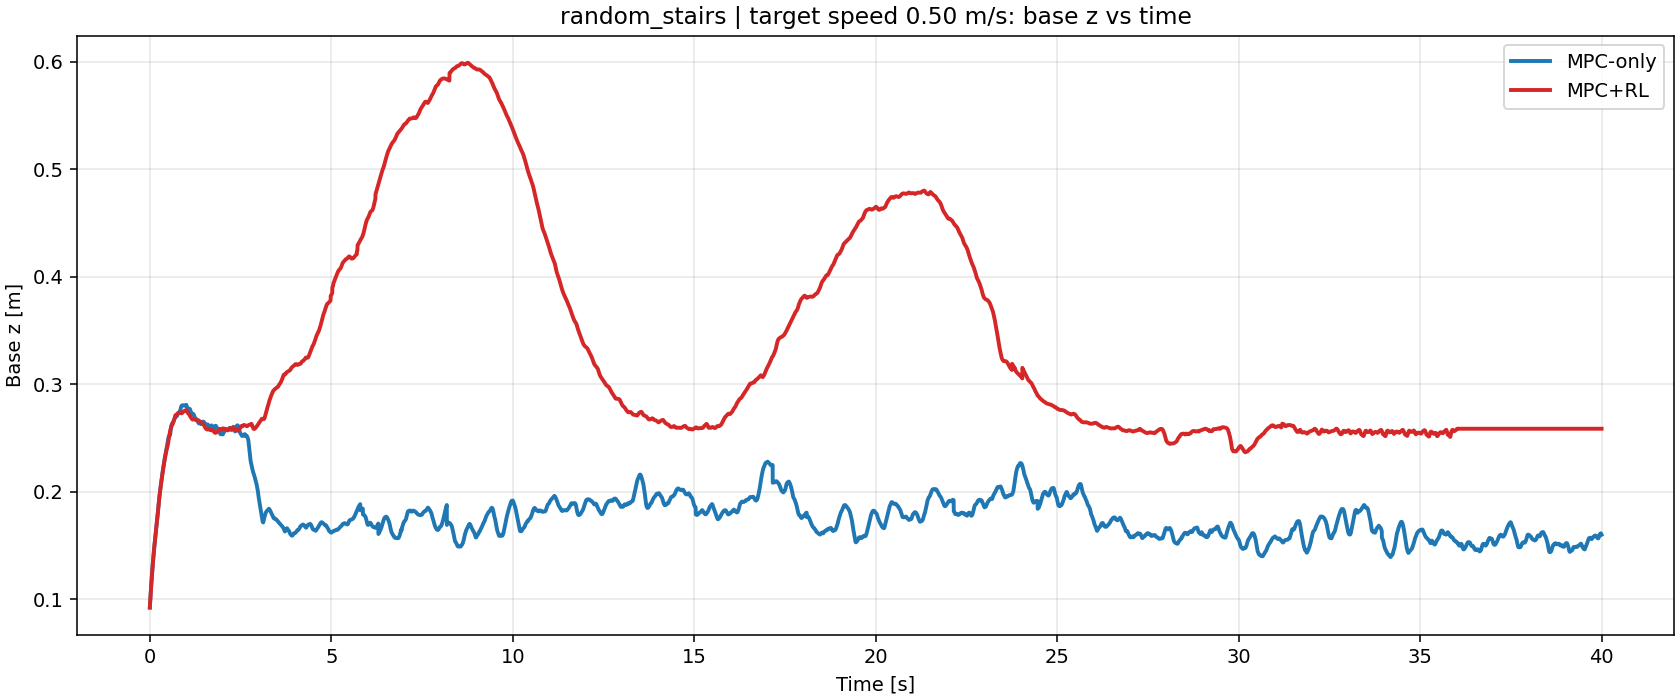 random_stairs | target speed 0.50 m/s: base z vs time
MPC-only
MPC+RL
Base z [m]
0.6
0.5
0.4
0.3
0.2
0.1
0 5 10 15 20 25 30 35 40
Time [s]